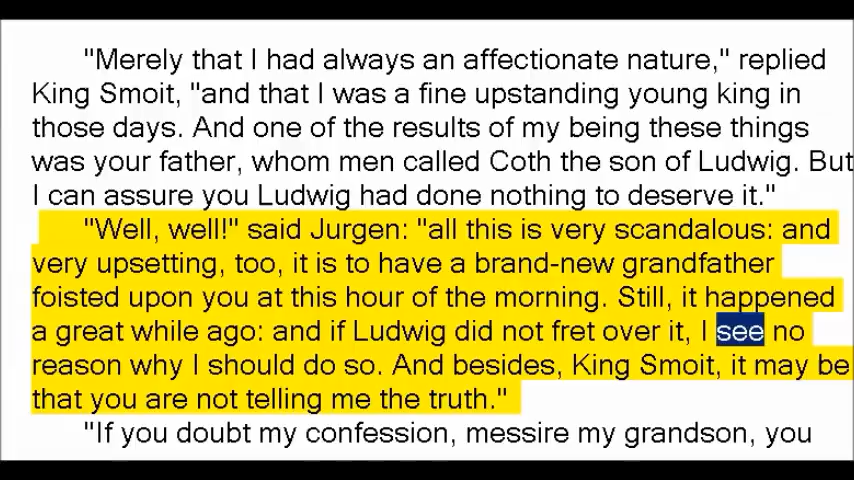 "Merely that I had always an affectionate nature," replied
King Smoit, "and that I was a fine upstanding young king in
those days. And one of the results of my being these things
was your father, whom men called Coth the son of Ludwig. But
I can assure you Ludwig had done nothing to deserve it."
"Well, well!" said Jurgen: "all this is very scandalous: and
very upsetting, too, it is to have a brand-new grandfather
foisted upon you at this hour of the morning. Still, it happened
a great while ago: and if Ludwig did not fret over it, I see no
reason why I should do so. And besides, King Smoit, it may be
that you are not telling me the truth."
"If you doubt my confession, messire my grandson, you